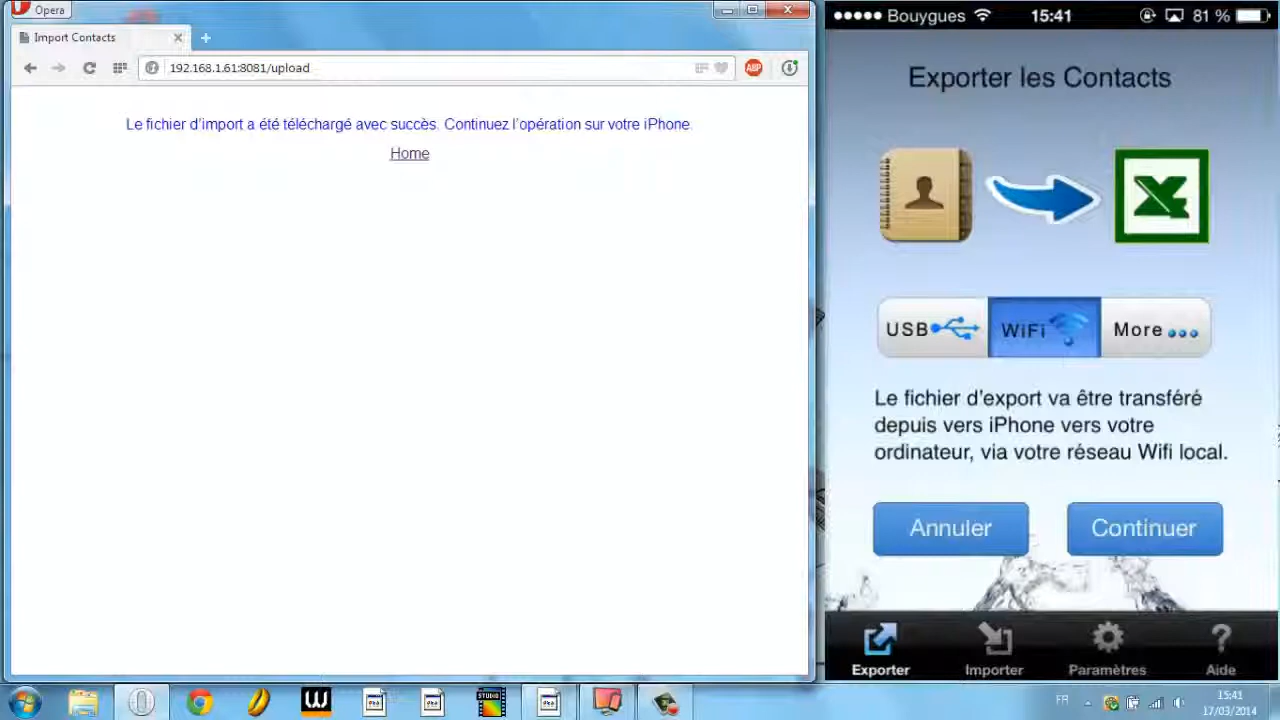 Opera
Import Contacts
192.168.1.61:8081/upload
ABP
Le fichier d'import a été téléchargé avec succès. Continuez l'opération sur votre iPhone.
Home
Bouygues 15:41 81 %
Exporter les Contacts
USB WiFi More
Le fichier d'export va être transféré
depuis vers iPhone vers votre
ordinateur, via votre réseau Wifi local.
Annuler Continuer
Exporter Importer Paramètres Aide
STUDIO
FR
15:41
17/03/2014